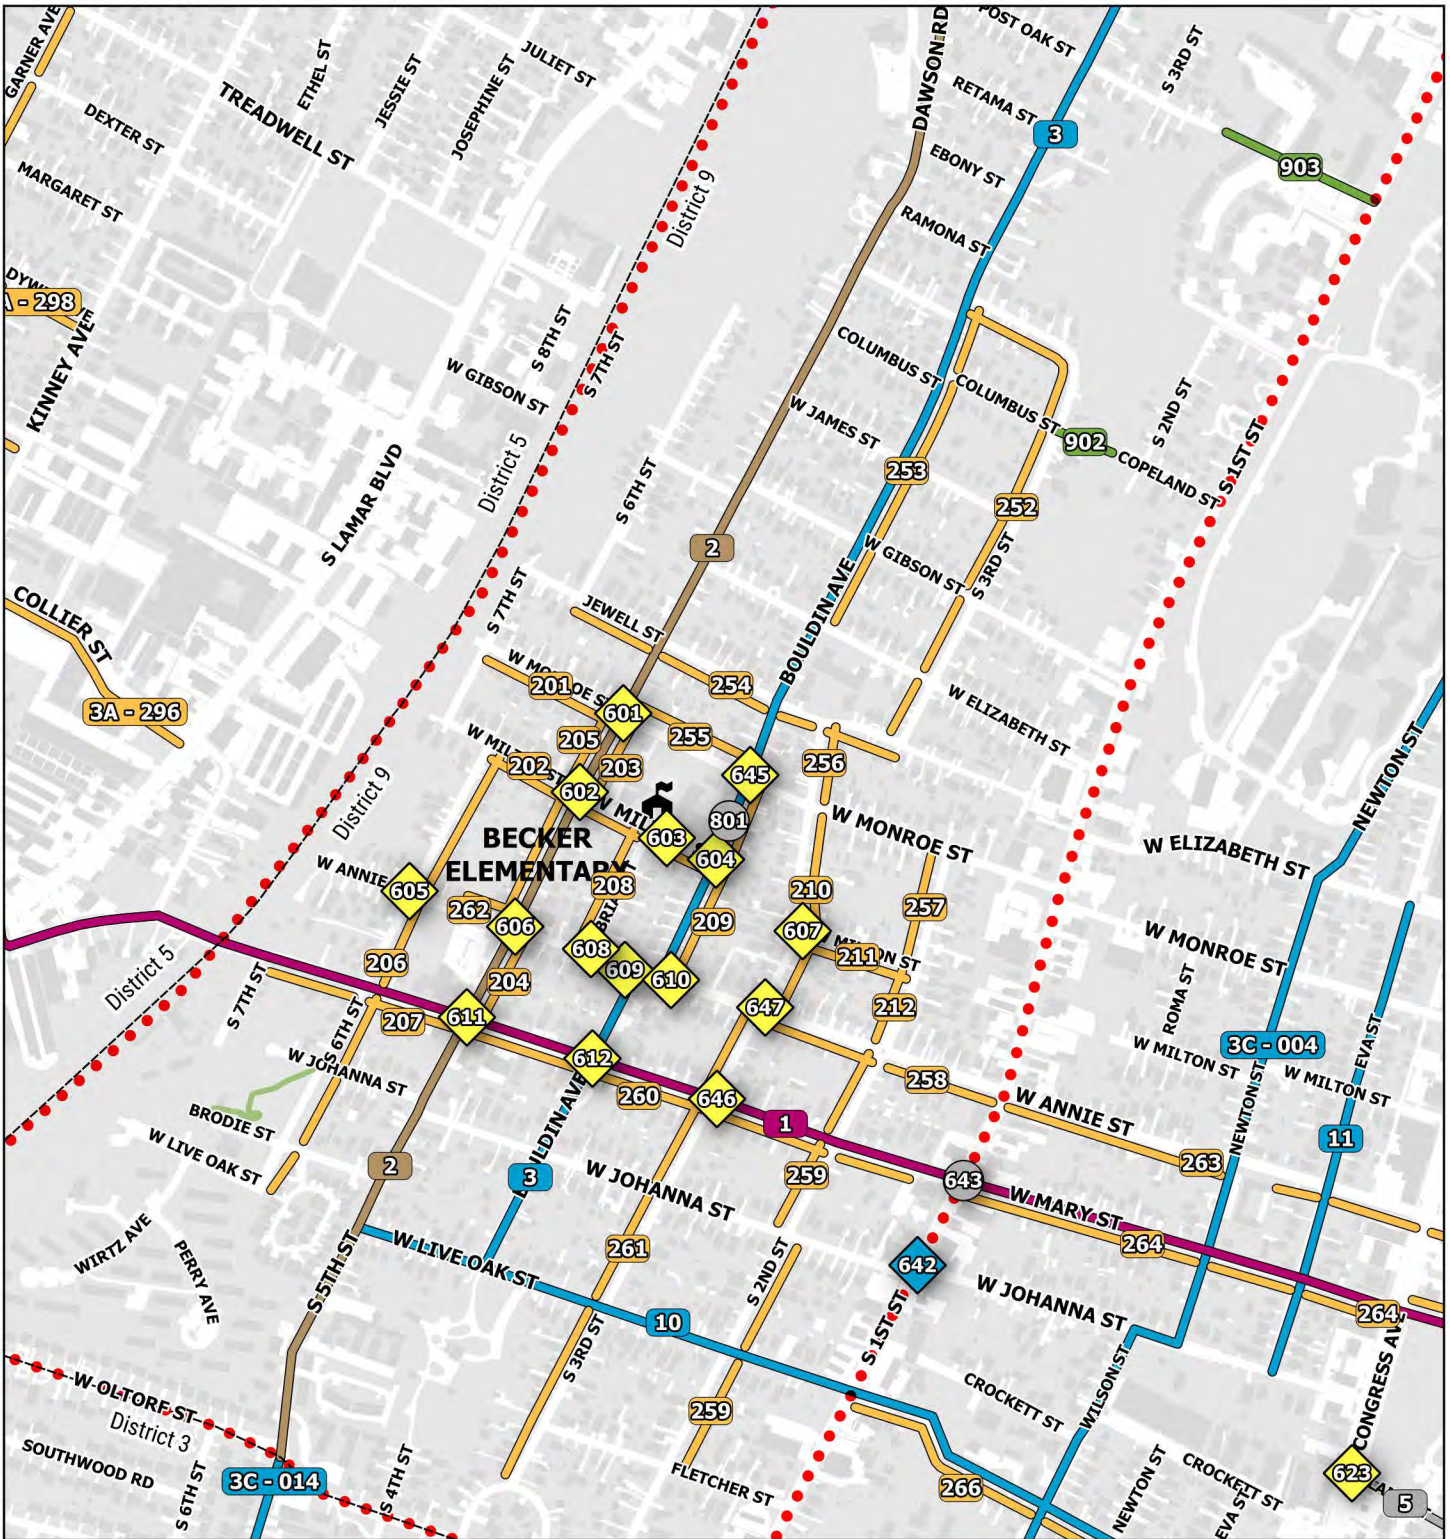 GARNER AVE
DEXTER ST
MARGARET ST
TREADWELL ST
ETHEL ST
JESSIE ST
JOSEPHINE ST
JULIET ST
DAWSON RD
POST OAK ST
RETAMA ST
S 3RD ST
3
EBONY ST
RAMONA ST
903
District 9
A - 298
KINNEY AVE
S 8TH ST
S 7TH ST
W GIBSON ST
COLUMBUS ST
COLUMBUS ST
W JAMES ST
902
S 2ND ST
COPELAND ST
S 1ST ST
District 5
S LAMAR BLVD
S 6TH ST
253
252
2
W GIBSON ST
S 3RD ST
COLLIER ST
S 7TH ST
JEWELL ST
BOULDIN AVE
3A - 296
201
254
W ELIZABETH ST
601
205
255
203
202
602
645
256
NEWTON ST
District 9
801
603
604
W MONROE ST
W ELIZABETH ST
BECKER
ELEMENTARY
W ANNIE
605
208
210
257
262
606
209
607
608
609
610
211
W MONROE ST
206
204
District 5
S 7TH ST
207
611
647
212
ROMA ST
S 6TH ST
612
W JOHANNA ST
260
646
258
3C - 004
W MILTON ST
W MILTON ST
EVA ST
NEWTON ST
BRODIE ST
W LIVE OAK ST
1
W ANNIE ST
11
263
2
3
W JOHANNA ST
259
643
W MARY ST
264
WIRTZ AVE
PERRY AVE
S 5TH ST
W LIVE OAK ST
261
S 2ND ST
642
W JOHANNA ST
264
10
S 3RD ST
S 1ST ST
CONGRESS AVE
W OLTORF ST
District 3
259
CROCKETT ST
WILSON ST
SOUTHWOOD RD
S 6TH ST
3C - 014
S 4TH ST
FLETCHER ST
266
NEWTON ST
CROCKETT ST
EVA ST
623
5